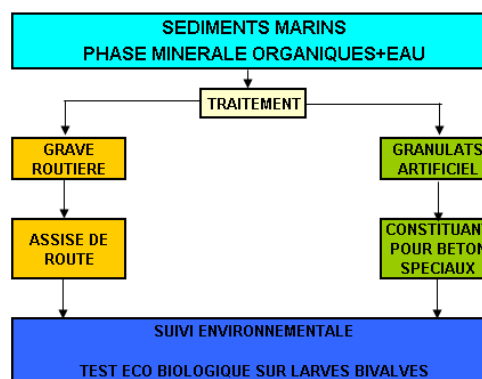 SEDIMENTS MARINS
PHASE MINERALE ORGANIQUES+EAU
TRAITEMENT
GRAVE
ROUTIERE
GRANULATS
ARTIFICIEL
ASSISE DE
ROUTE
CONSTITUANT
POUR BETON
SPECIAUX
SUIVI ENVIRONNEMENTALE
TEST ECO BIOLOGIQUE SUR LARVES BIVALVES